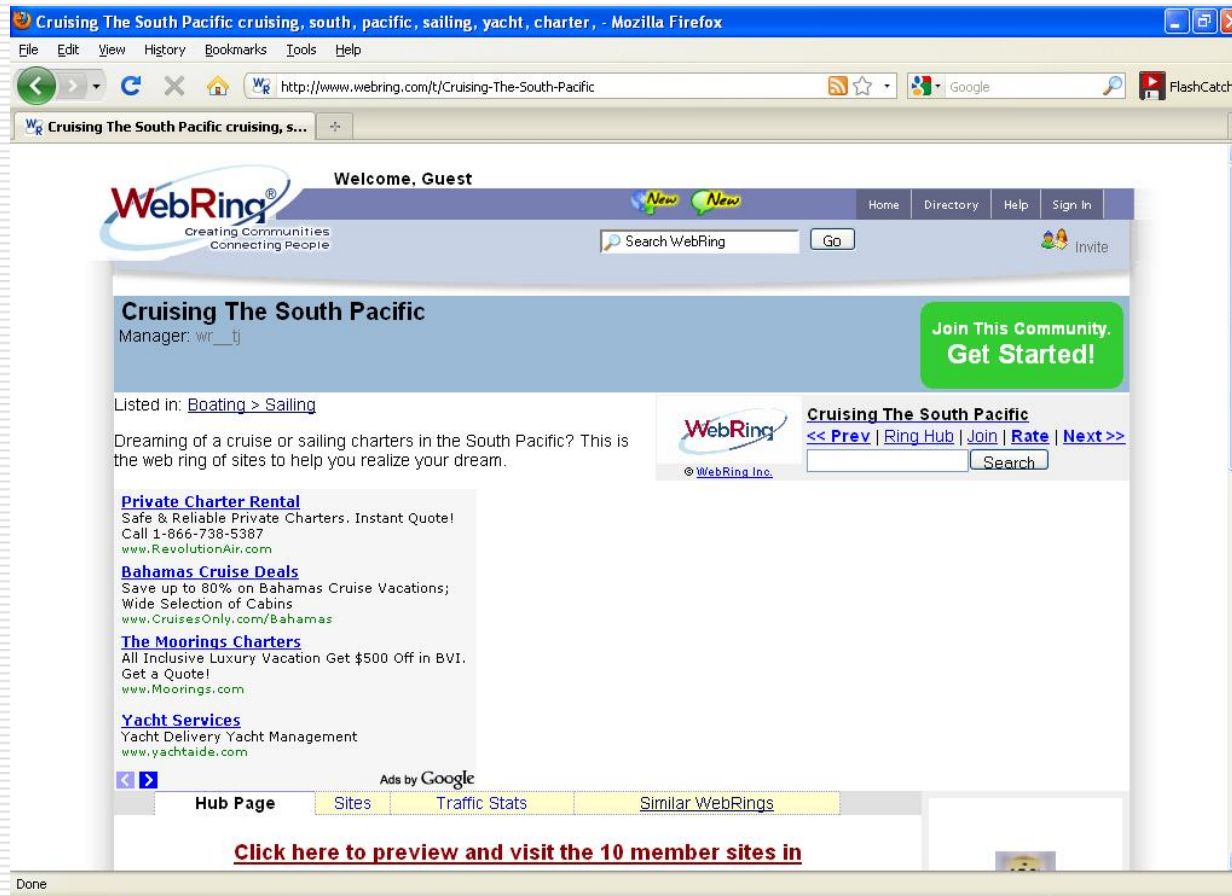 Cruising The South Pacific cruising, south, pacific, sailing, yacht, charter, - Mozilla Firefox
File Edit View History Bookmarks Tools Help
http://www.webring.com/t/Cruising-The-South-Pacific
Google
FlashCatch
Cruising The South Pacific cruising, s...
Welcome, Guest
WebRing®
Creating Communities
Connecting People
New New
Home Directory Help Sign In
Search WebRing Go
Invite
Cruising The South Pacific
Manager: wr__tj
Join This Community.
Get Started!
Listed in: Boating > Sailing
Dreaming of a cruise or sailing charters in the South Pacific? This is
the web ring of sites to help you realize your dream.
WebRing
© WebRing Inc.
Cruising The South Pacific
<< Prev | Ring Hub | Join | Rate | Next >>
Search
Private Charter Rental
Safe & Reliable Private Charters. Instant Quote!
Call 1-866-738-5387
www.RevolutionAir.com
Bahamas Cruise Deals
Save up to 80% on Bahamas Cruise Vacations;
Wide Selection of Cabins
www.CruisesOnly.com/Bahamas
The Moorings Charters
All Inclusive Luxury Vacation Get $500 Off in BVI.
Get a Quote!
www.Moorings.com
Yacht Services
Yacht Delivery Yacht Management
www.yachtaide.com
Ads by Google
Hub Page Sites Traffic Stats Similar WebRings
Click here to preview and visit the 10 member sites in
Done